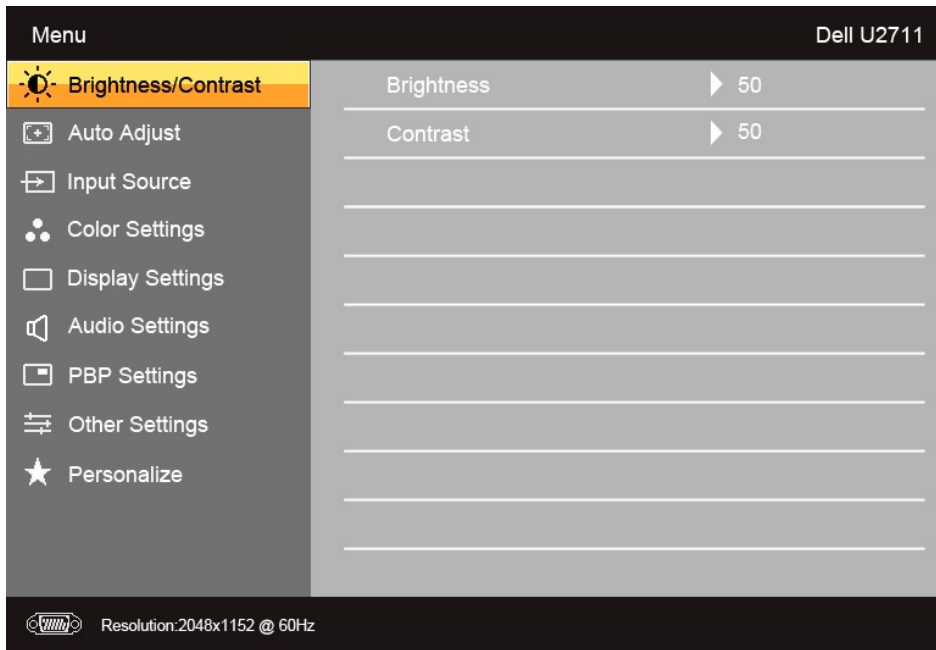 Menu Dell U2711
Brightness/Contrast
Brightness 50
Auto Adjust
Contrast 50
Input Source
Color Settings
Display Settings
Audio Settings
PBP Settings
Other Settings
Personalize
Resolution:2048x1152 @ 60Hz